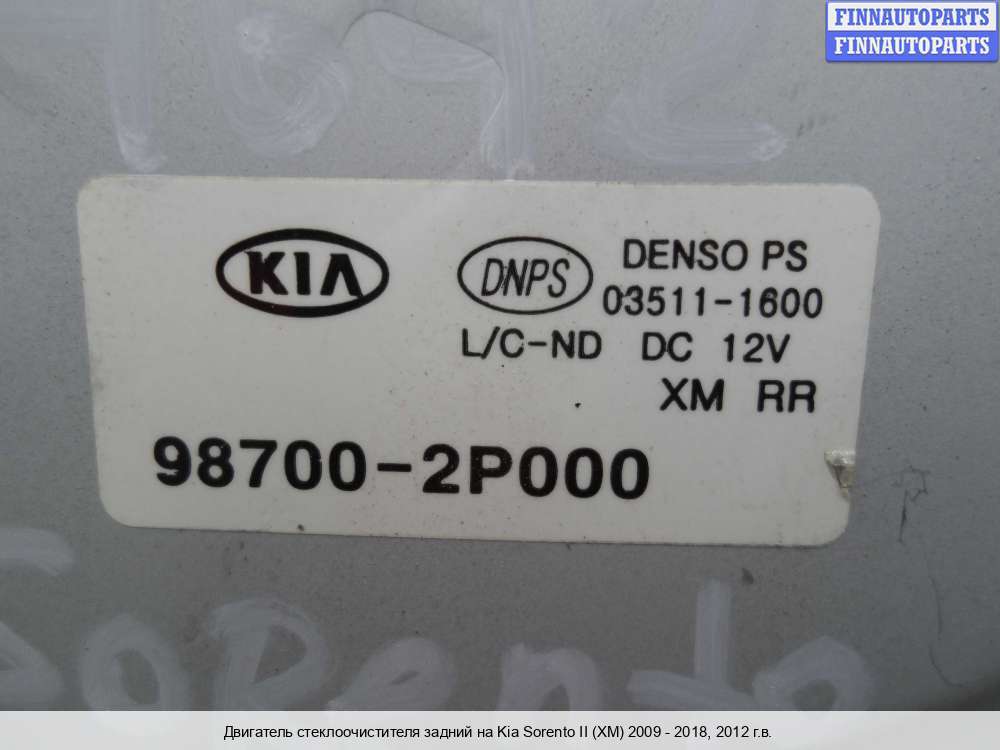 FINNAUTOPARTS
FINNAUTOPARTS
KIA
DNPS
DENSO PS
03511-1600
L/C-ND DC 12V
XM RR
98700-2P000
Sorento
Двигатель стеклоочистителя задний на Kia Sorento II (XM) 2009 - 2018, 2012 г.в.